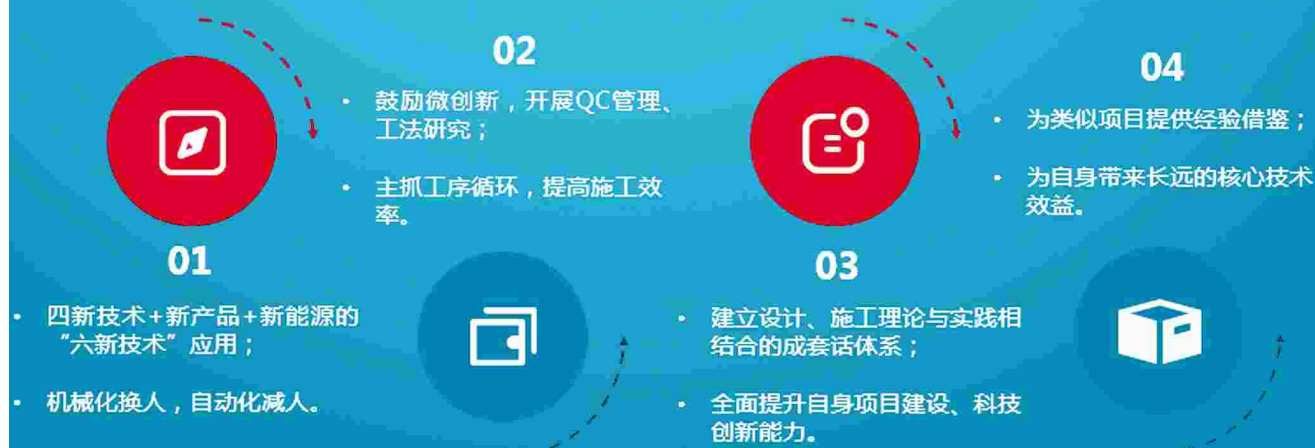 01
• 四新技术+新产品+新能源的
“六新技术”应用；
• 机械化换人，自动化减人。
02
• 鼓励微创新，开展QC管理、
工法研究；
• 主抓工序循环，提高施工效
率。
03
• 建立设计、施工理论与实践相
结合的成套话体系；
• 全面提升自身项目建设、科技
创新能力。
04
• 为类似项目提供经验借鉴；
• 为自身带来长远的核心技术
效益。